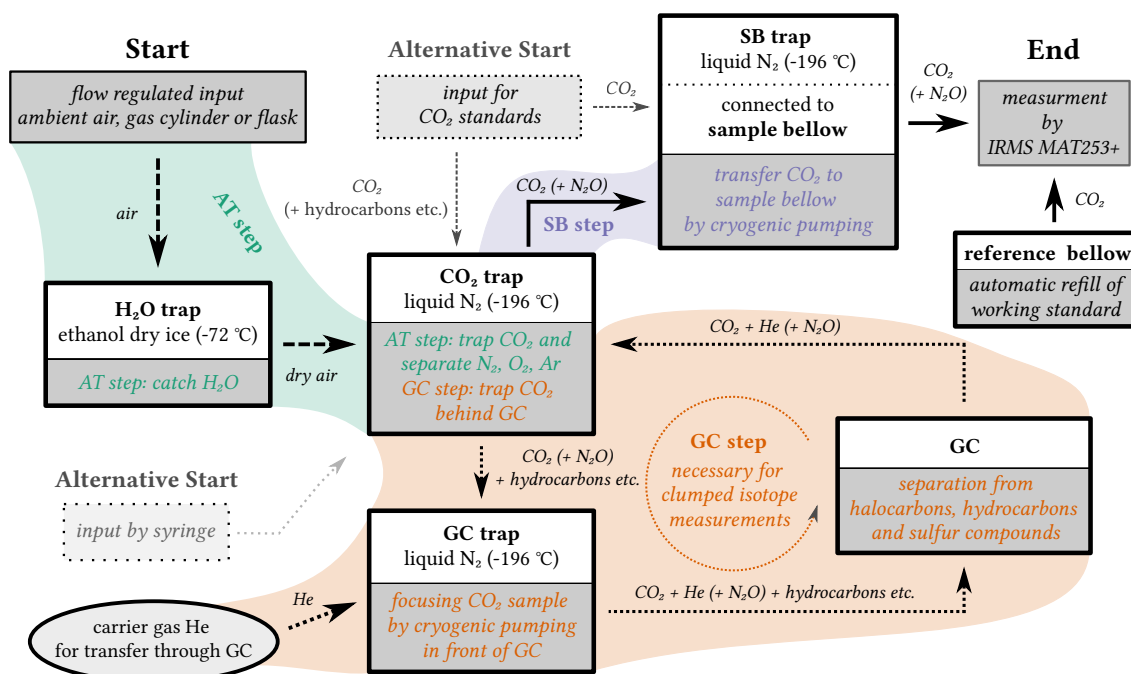 Start
flow regulated input
ambient air, gas cylinder or flask
air
AT step
H₂O trap
ethanol dry ice (-72 ℃)
AT step: catch H₂O
dry air
Alternative Start
input for
CO₂ standards
CO₂
CO₂
(+ hydrocarbons etc.)
CO₂ (+ N₂O)
SB step
SB trap
liquid N₂ (-196 ℃)
connected to
sample bellow
transfer CO₂ to
sample bellow
by cryogenic pumping
CO₂
(+ N₂O)
End
measurment
by
IRMS MAT253+
CO₂
reference bellow
automatic refill of
working standard
CO₂ trap
liquid N₂ (-196 ℃)
AT step: trap CO₂ and
separate N₂, O₂, Ar
GC step: trap CO₂
behind GC
CO₂ + He (+ N₂O)
CO₂ (+ N₂O)
+ hydrocarbons etc.
GC step
necessary for
clumped isotope
measurements
GC
separation from
halocarbons, hydrocarbons
and sulfur compounds
Alternative Start
input by syringe
GC trap
liquid N₂ (-196 ℃)
focusing CO₂ sample
by cryogenic pumping
in front of GC
He
carrier gas He
for transfer through GC
CO₂ + He (+ N₂O) + hydrocarbons etc.